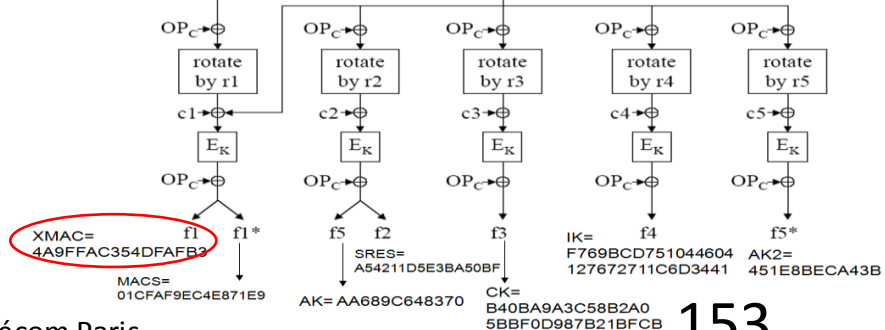 OPC OPC OPC OPC OPC
rotate by r1 rotate by r2 rotate by r3 rotate by r4 rotate by r5
c1 c2 c3 c4 c5
EK EK EK EK EK
OPC OPC OPC OPC OPC
f1 f1* f5 f2 f3 f4 f5*
XMAC=
4A9FFAC354DFAFB3
MACS=
01CFAF9EC4E871E9
SRES=
A54211D5E3BA50BF
AK= AA689C648370
CK=
B40BA9A3C58B2A0
5BBF0D987B21BFCB
IK=
F769BCD751044604
127672711C6D3441
AK2=
451E8BECA43B
153